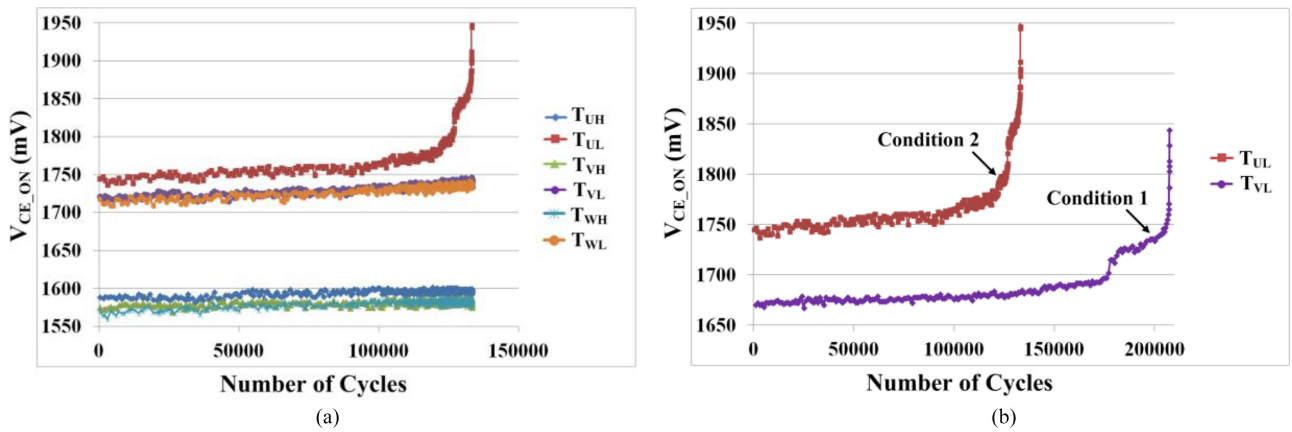 1950
1900
1850
1800
1750
1700
1650
1600
1550
V_CE_ON (mV)
0
50000
100000
150000
Number of Cycles
T_UH
T_UL
T_VH
T_VL
T_WH
T_WL
(a)
1950
1900
1850
1800
1750
1700
1650
V_CE_ON (mV)
0
50000
100000
150000
200000
Number of Cycles
Condition 2
Condition 1
T_UL
T_VL
(b)